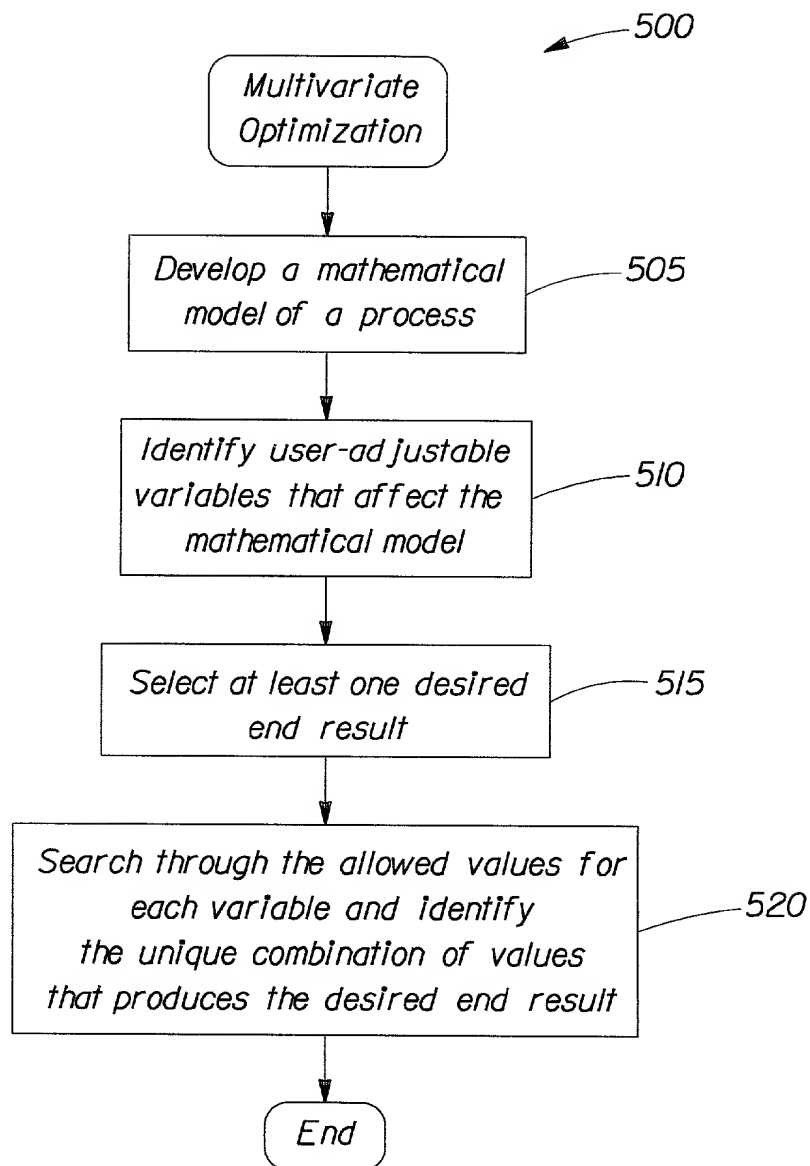 500
Multivariate
Optimization
Develop a mathematical
model of a process
505
Identify user-adjustable
variables that affect the
mathematical model
510
Select at least one desired
end result
515
Search through the allowed values for
each variable and identify
the unique combination of values
that produces the desired end result
520
End